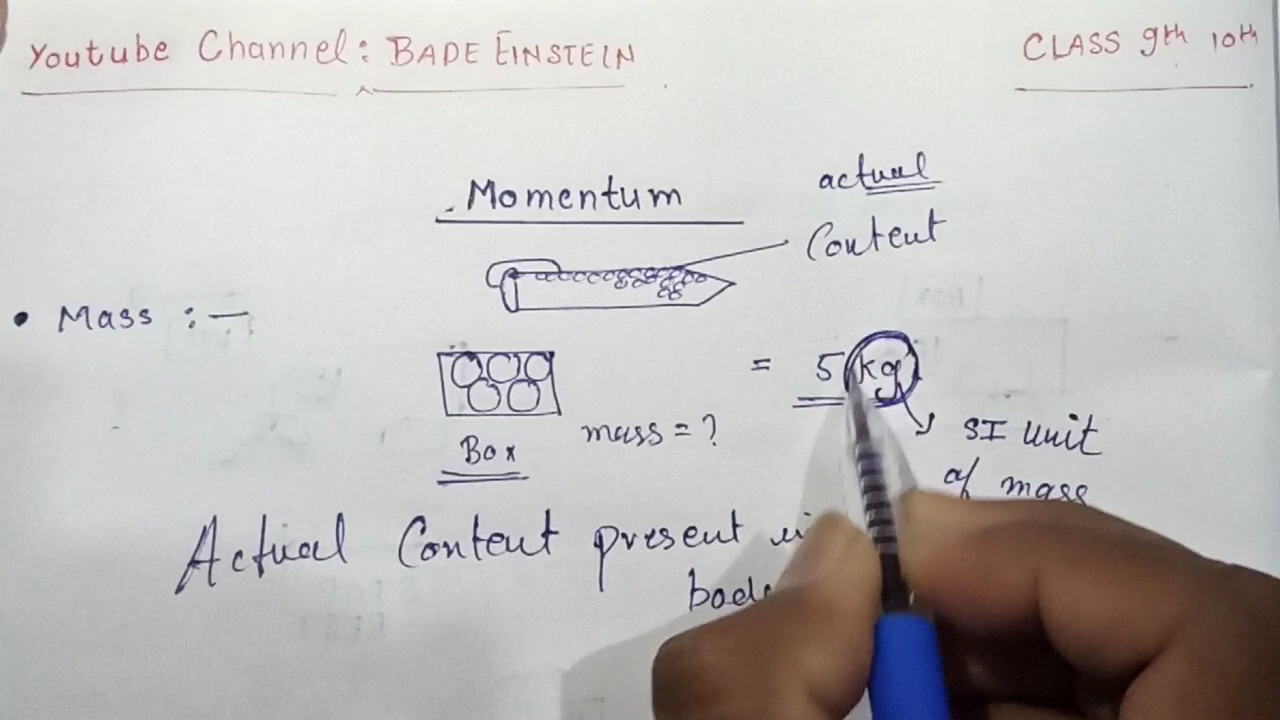 Youtube Channel: BADE EINSTEIN
CLASS 9th 10th
Momentum
actual
Content
• Mass :—
= 5 kg
mass = ?
SI Unit
of mass
Box
Actual Content present